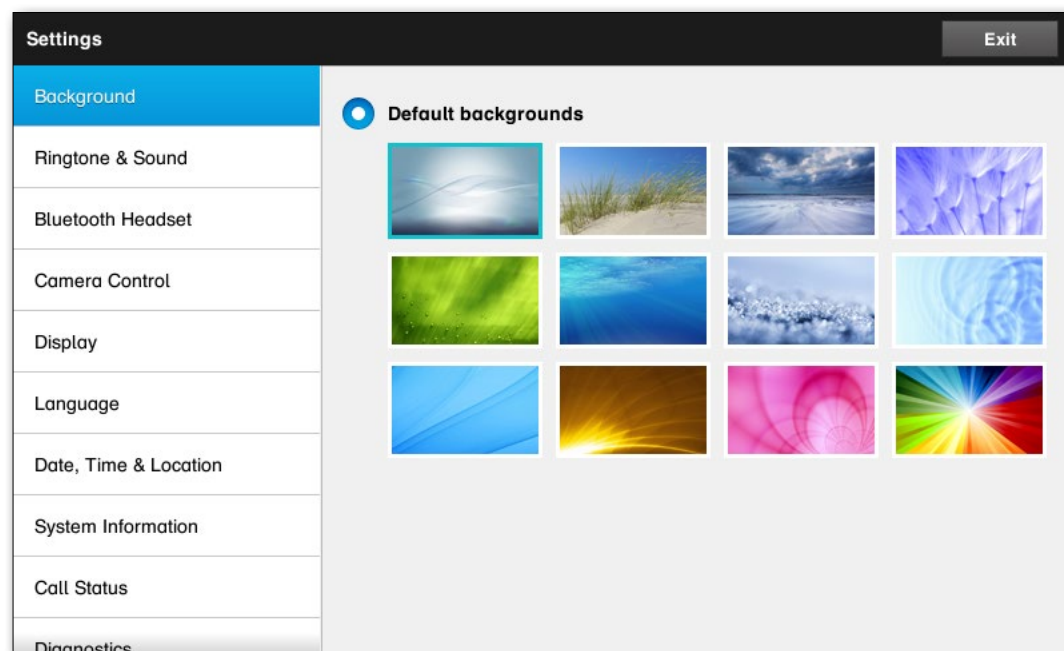 Settings
Exit
Background
Default backgrounds
Ringtone & Sound
Bluetooth Headset
Camera Control
Display
Language
Date, Time & Location
System Information
Call Status
Diagnostics